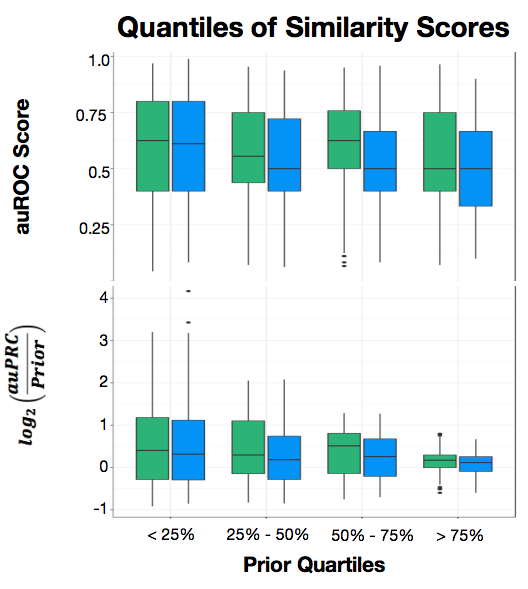 Quantiles of Similarity Scores
auROC Score
1.0
0.75
0.5
0.25
log₂(auPRC/Prior)
4
3
2
1
0
-1
< 25% 25% - 50% 50% - 75% > 75%
Prior Quartiles